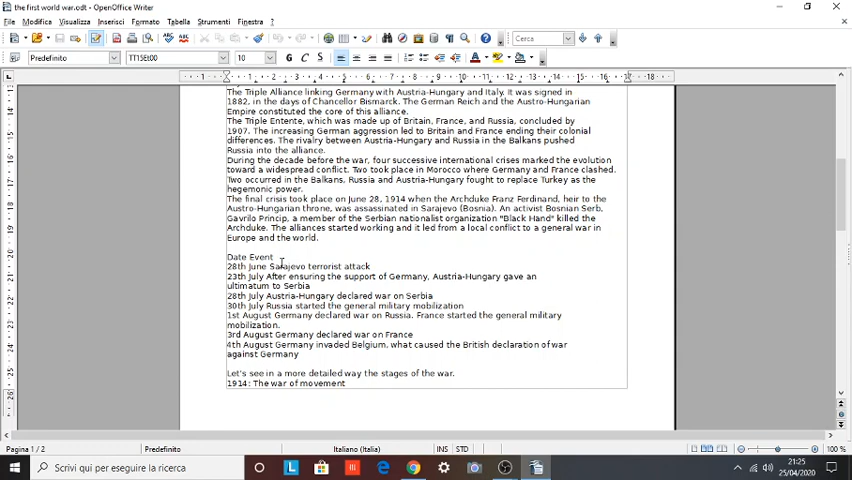 the first world war.odt - OpenOffice Writer
File Modifica Visualizza Inserisci Formato Tabella Strumenti Finestra ?
Cerca
Predefinito TT15Et00 10 G C S
The Triple Alliance linking Germany with Austria-Hungary and Italy. It was signed in
1882, in the days of Chancellor Bismarck. The German Reich and the Austro-Hungarian
Empire constituted the core of this alliance.
The Triple Entente, which was made up of Britain, France, and Russia, concluded by
1907. The increasing German aggression led to Britain and France ending their colonial
differences. The rivalry between Austria-Hungary and Russia in the Balkans pushed
Russia into the alliance.
During the decade before the war, four successive international crises marked the evolution
toward a widespread conflict. Two took place in Morocco where Germany and France clashed.
Two occurred in the Balkans, Russia and Austria-Hungary fought to replace Turkey as the
hegemonic power.
The final crisis took place on June 28, 1914 when the Archduke Franz Ferdinand, heir to the
Austro-Hungarian throne, was assassinated in Sarajevo (Bosnia). An activist Bosnian Serb,
Gavrilo Princip, a member of the Serbian nationalist organization "Black Hand" killed the
Archduke. The alliances started working and it led from a local conflict to a general war in
Europe and the world.
Date Event
28th June Sarajevo terrorist attack
23th July After ensuring the support of Germany, Austria-Hungary gave an
ultimatum to Serbia
28th July Austria-Hungary declared war on Serbia
30th July Russia started the general military mobilization
1st August Germany declared war on Russia. France started the general military
mobilization.
3rd August Germany declared war on France
4th August Germany invaded Belgium, what caused the British declaration of war
against Germany
Let's see in a more detailed way the stages of the war.
1914: The war of movement
Pagina 1 / 2 Predefinito Italiano (Italia) INS STD 100 %
Scrivi qui per eseguire la ricerca
21:25
25/04/2020